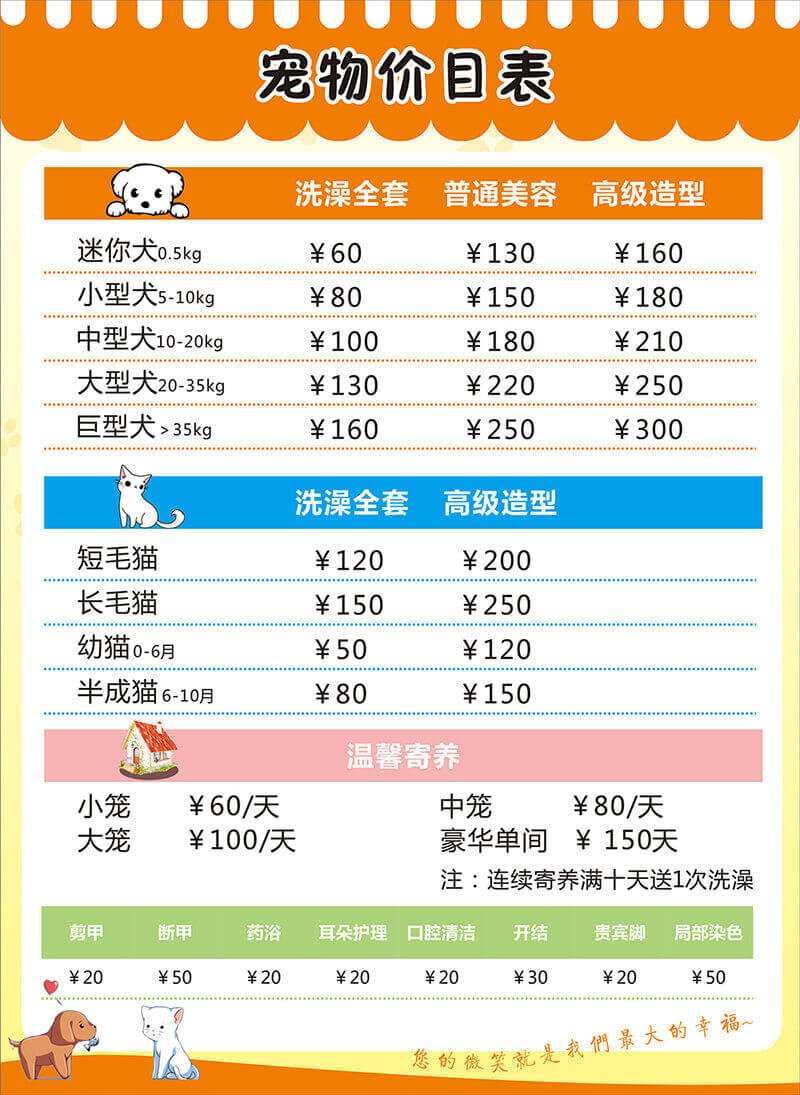 宠物价目表
洗澡全套 普通美容 高级造型
迷你犬0.5kg ¥60 ¥130 ¥160
小型犬5-10kg ¥80 ¥150 ¥180
中型犬10-20kg ¥100 ¥180 ¥210
大型犬20-35kg ¥130 ¥220 ¥250
巨型犬>35kg ¥160 ¥250 ¥300
洗澡全套 高级造型
短毛猫 ¥120 ¥200
长毛猫 ¥150 ¥250
幼猫0-6月 ¥50 ¥120
半成猫6-10月 ¥80 ¥150
温馨寄养
小笼 ¥60/天 中笼 ¥80/天
大笼 ¥100/天 豪华单间 ¥ 150天
注：连续寄养满十天送1次洗澡
剪甲 断甲 药浴 耳朵护理 口腔清洁 开结 贵宾脚 局部染色
¥20 ¥50 ¥20 ¥20 ¥20 ¥30 ¥20 ¥50
您的微笑就是我們最大的幸福~